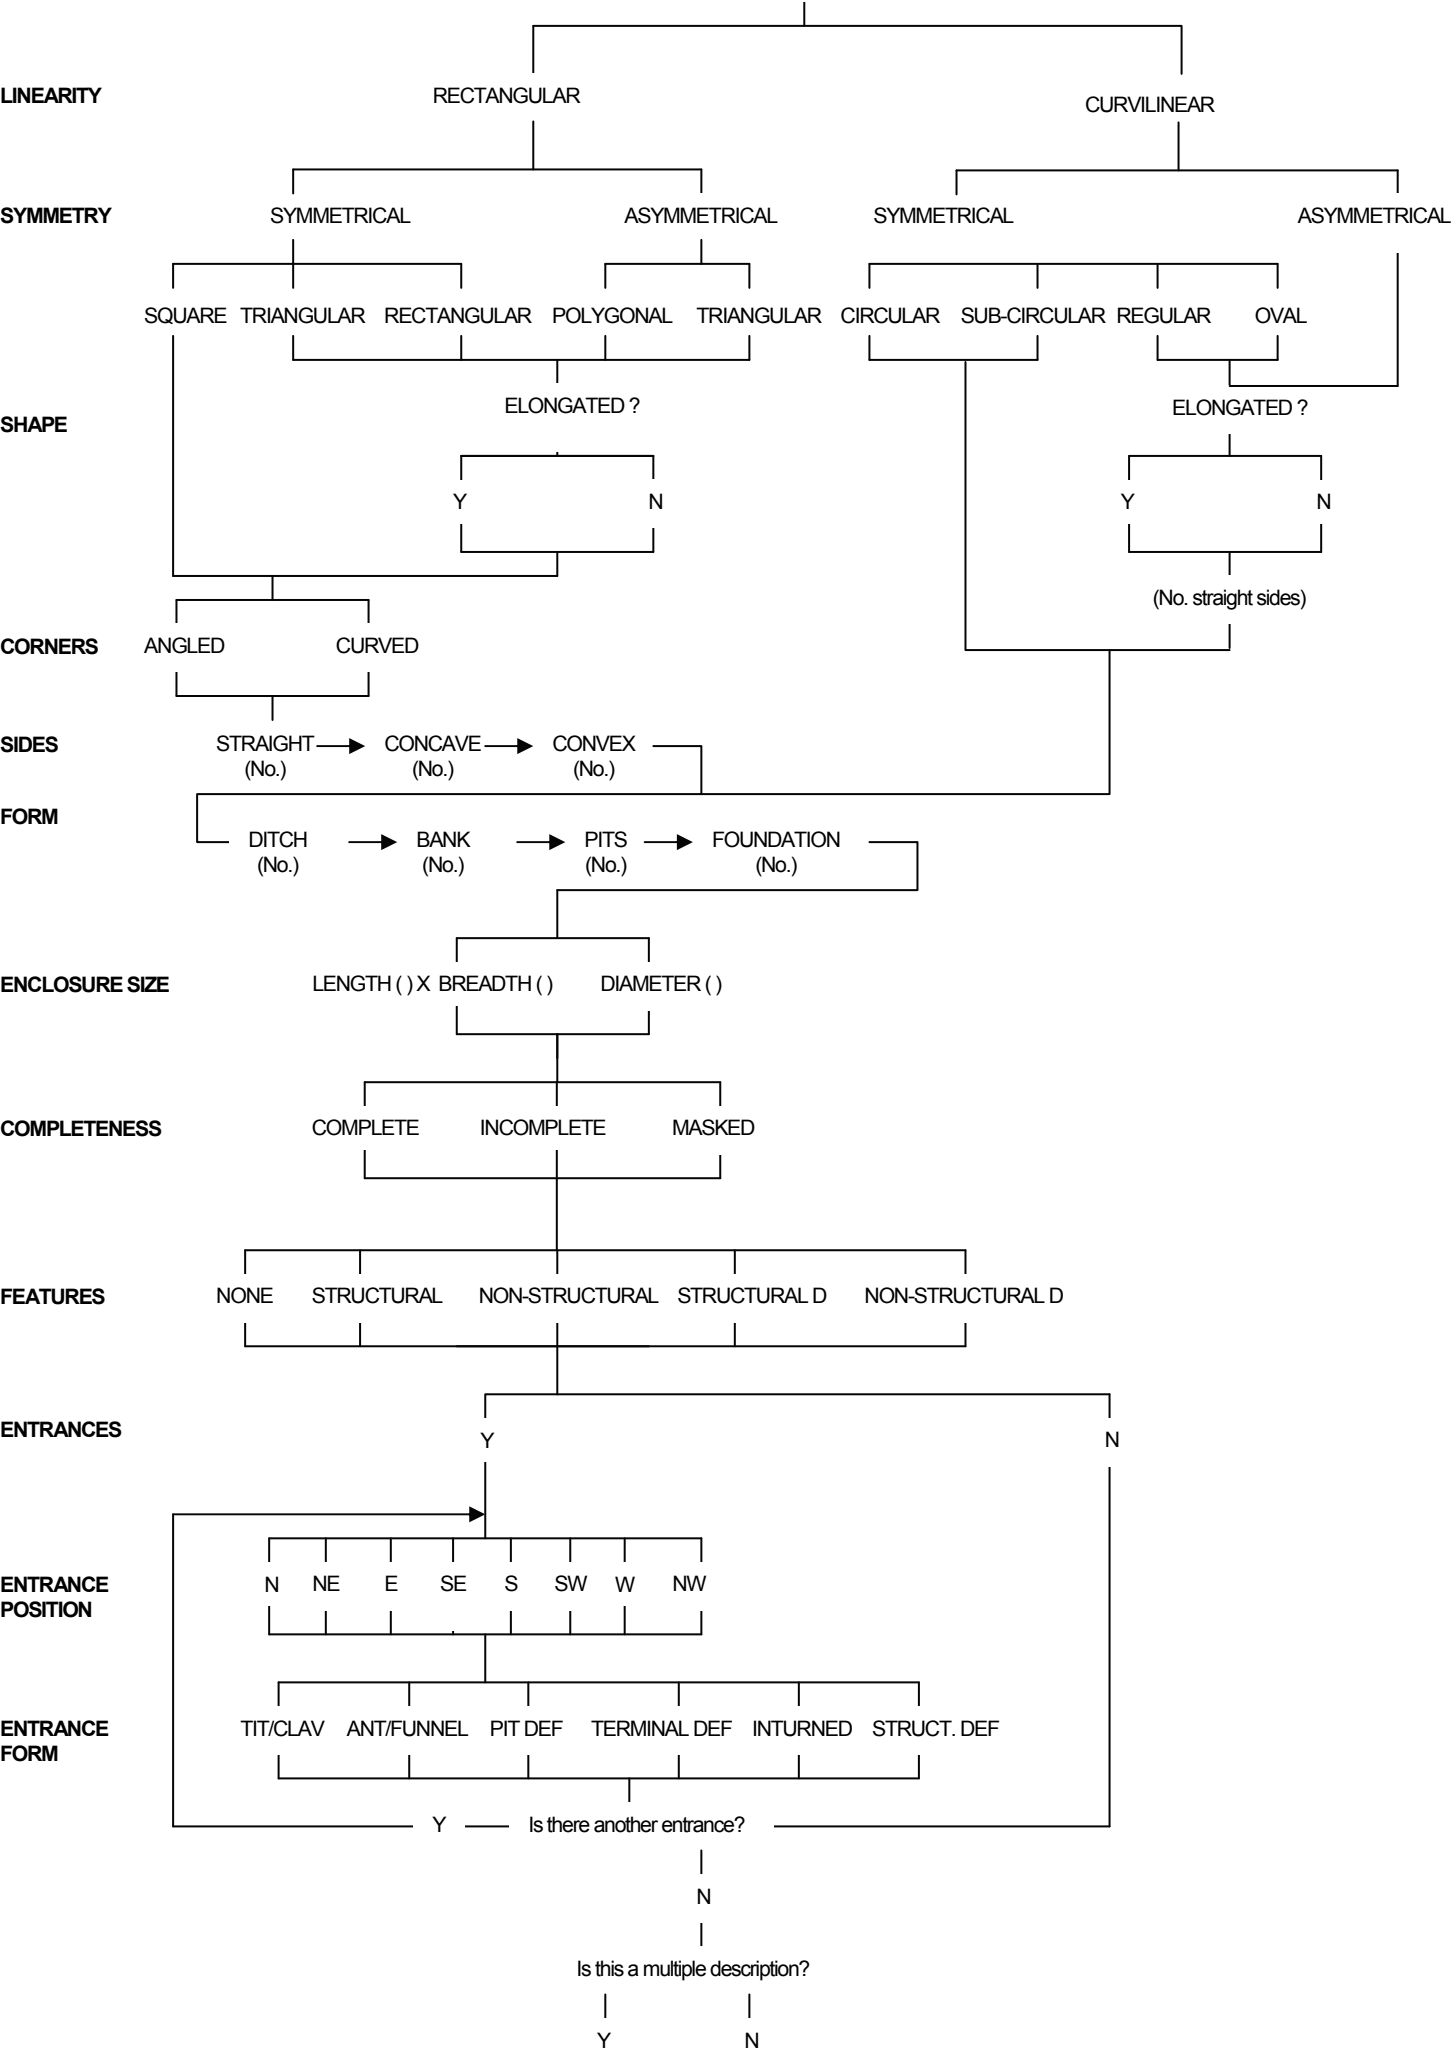 LINEARITY
RECTANGULAR
CURVILINEAR
SYMMETRY
SYMMETRICAL
ASYMMETRICAL
SYMMETRICAL
ASYMMETRICAL
SQUARE
TRIANGULAR
RECTANGULAR
POLYGONAL
TRIANGULAR
CIRCULAR
SUB-CIRCULAR
REGULAR
OVAL
SHAPE
ELONGATED ?
ELONGATED ?
Y
N
Y
N
(No. straight sides)
CORNERS
ANGLED
CURVED
SIDES
STRAIGHT
(No.)
CONCAVE
(No.)
CONVEX
(No.)
FORM
DITCH
(No.)
BANK
(No.)
PITS
(No.)
FOUNDATION
(No.)
ENCLOSURE SIZE
LENGTH ( ) X BREADTH ( )
DIAMETER ( )
COMPLETENESS
COMPLETE
INCOMPLETE
MASKED
FEATURES
NONE
STRUCTURAL
NON-STRUCTURAL
STRUCTURAL D
NON-STRUCTURAL D
ENTRANCES
Y
N
ENTRANCE
POSITION
N
NE
E
SE
S
SW
W
NW
ENTRANCE
FORM
TIT/CLAV
ANT/FUNNEL
PIT DEF
TERMINAL DEF
INTURNED
STRUCT. DEF
Y
Is there another entrance?
N
Is this a multiple description?
Y
N